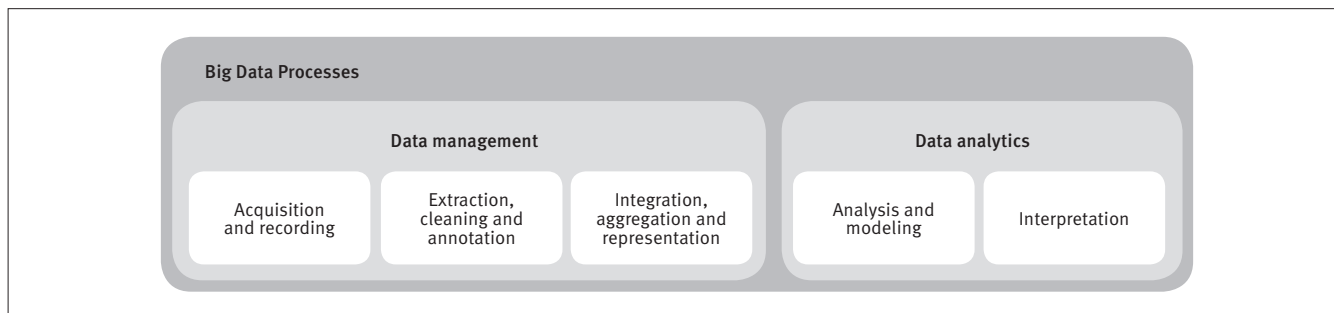 Big Data Processes
Data management
Acquisition
and recording
Extraction,
cleaning and
annotation
Integration,
aggregation and
representation
Data analytics
Analysis and
modeling
Interpretation